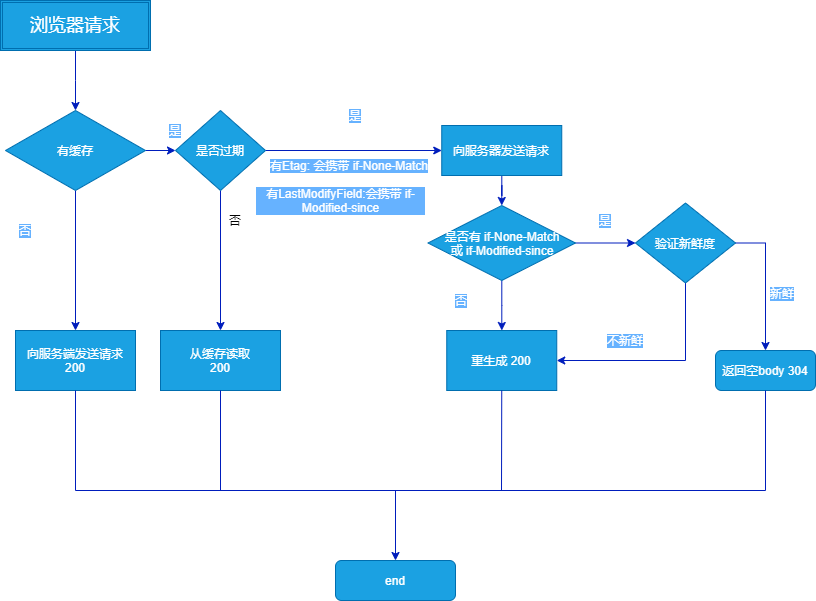 浏览器请求
有缓存
是
是否过期
是
有Etag: 会携带 if-None-Match
有LastModifyField:会携带 if-
Modified-since
向服务器发送请求
否
否
是否有 if-None-Match
或 if-Modified-since
是
验证新鲜度
否
不新鲜
新鲜
向服务端发送请求
200
从缓存读取
200
重生成 200
返回空body 304
end